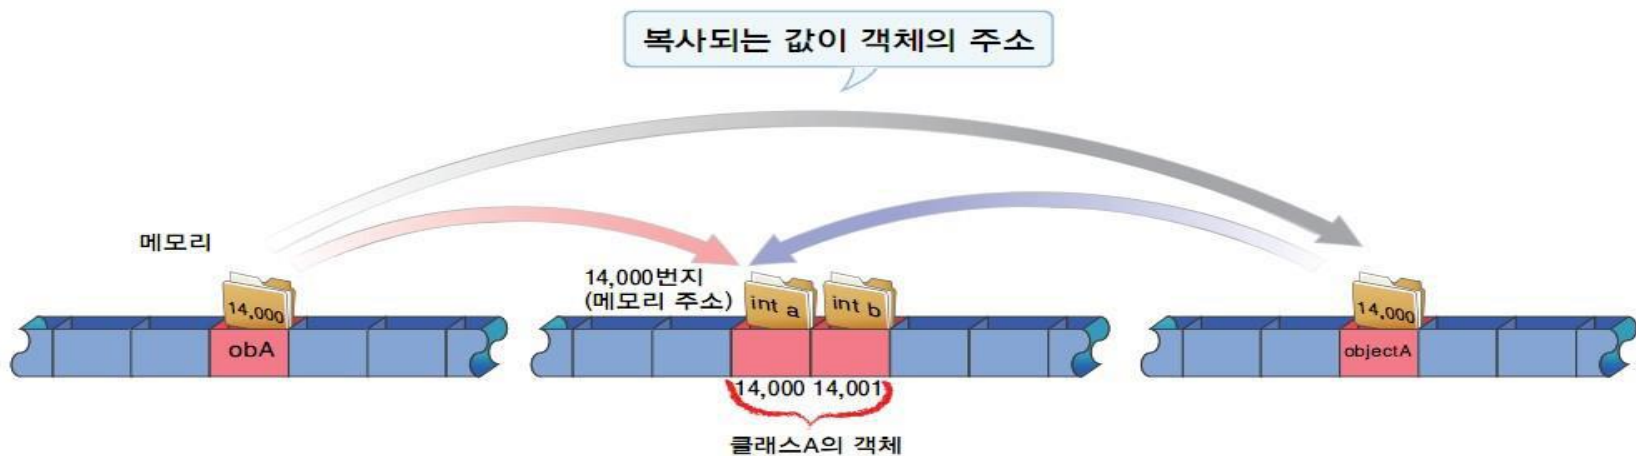 복사되는 값이 객체의 주소
메모리
14,000
obA
14,000번지
(메모리 주소)
int a
int b
14,000 14,001
클래스A의 객체
14,000
objectA